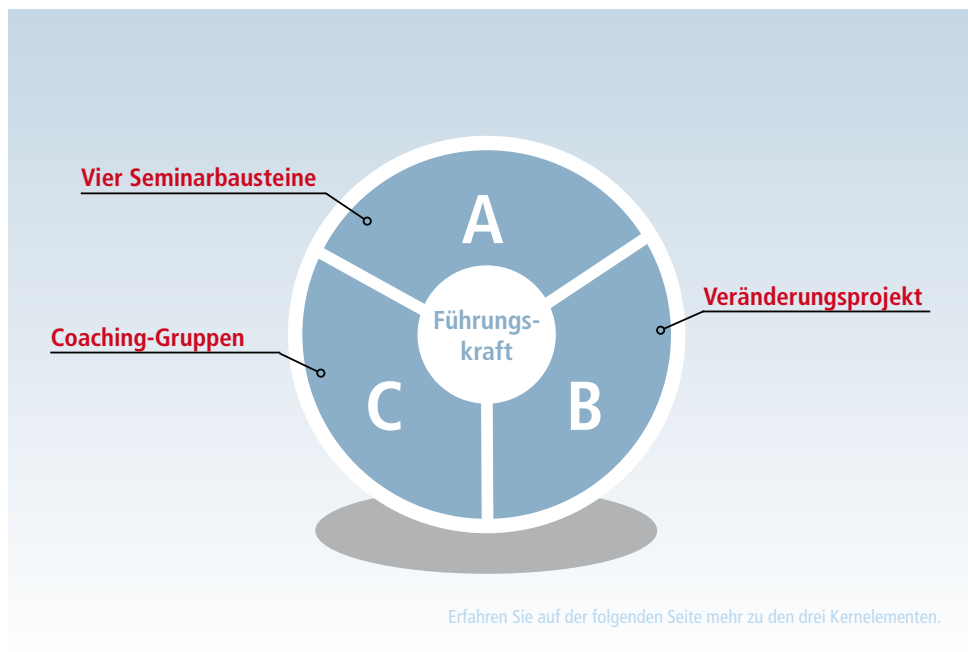 Vier Seminarbausteine
A
Veränderungsprojekt
Führungs-
kraft
Coaching-Gruppen
C
B
Erfahren Sie auf der folgenden Seite mehr zu den drei Kernelementen.